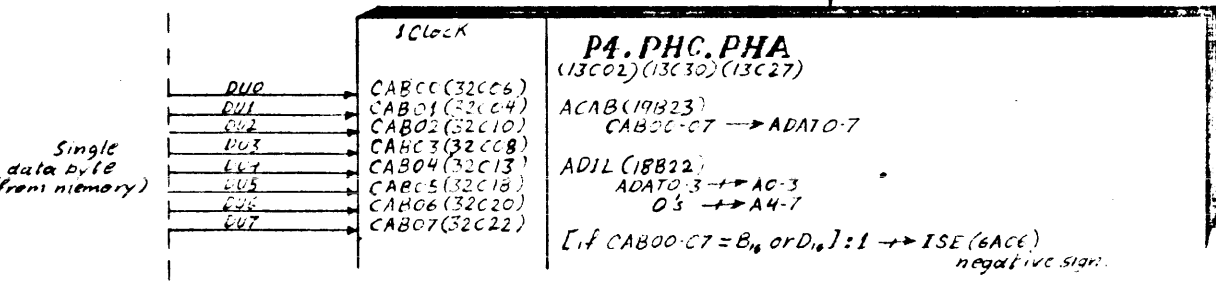 1 Clock
DU0
DU1
DU2
DU3
DU4
DU5
DU6
DU7
Single
data byte
(from memory)
CAB00(32C06)
CAB01(32C04)
CAB02(32C10)
CAB03(32C08)
CAB04(32C13)
CAB05(32C18)
CAB06(32C20)
CAB07(32C22)
P4.PHC.PHA
(13C02)(13C30)(13C27)
ACAB(19B23)
CAB00-07 → ADAT0-7
ADIL(18B22)
ADAT0-3 -+→ A0-3
0's -+→ A4-7
[if CAB00-07 = B₁₆ or D₁₆]:1 -+→ ISE(6AC6)
negative sign.